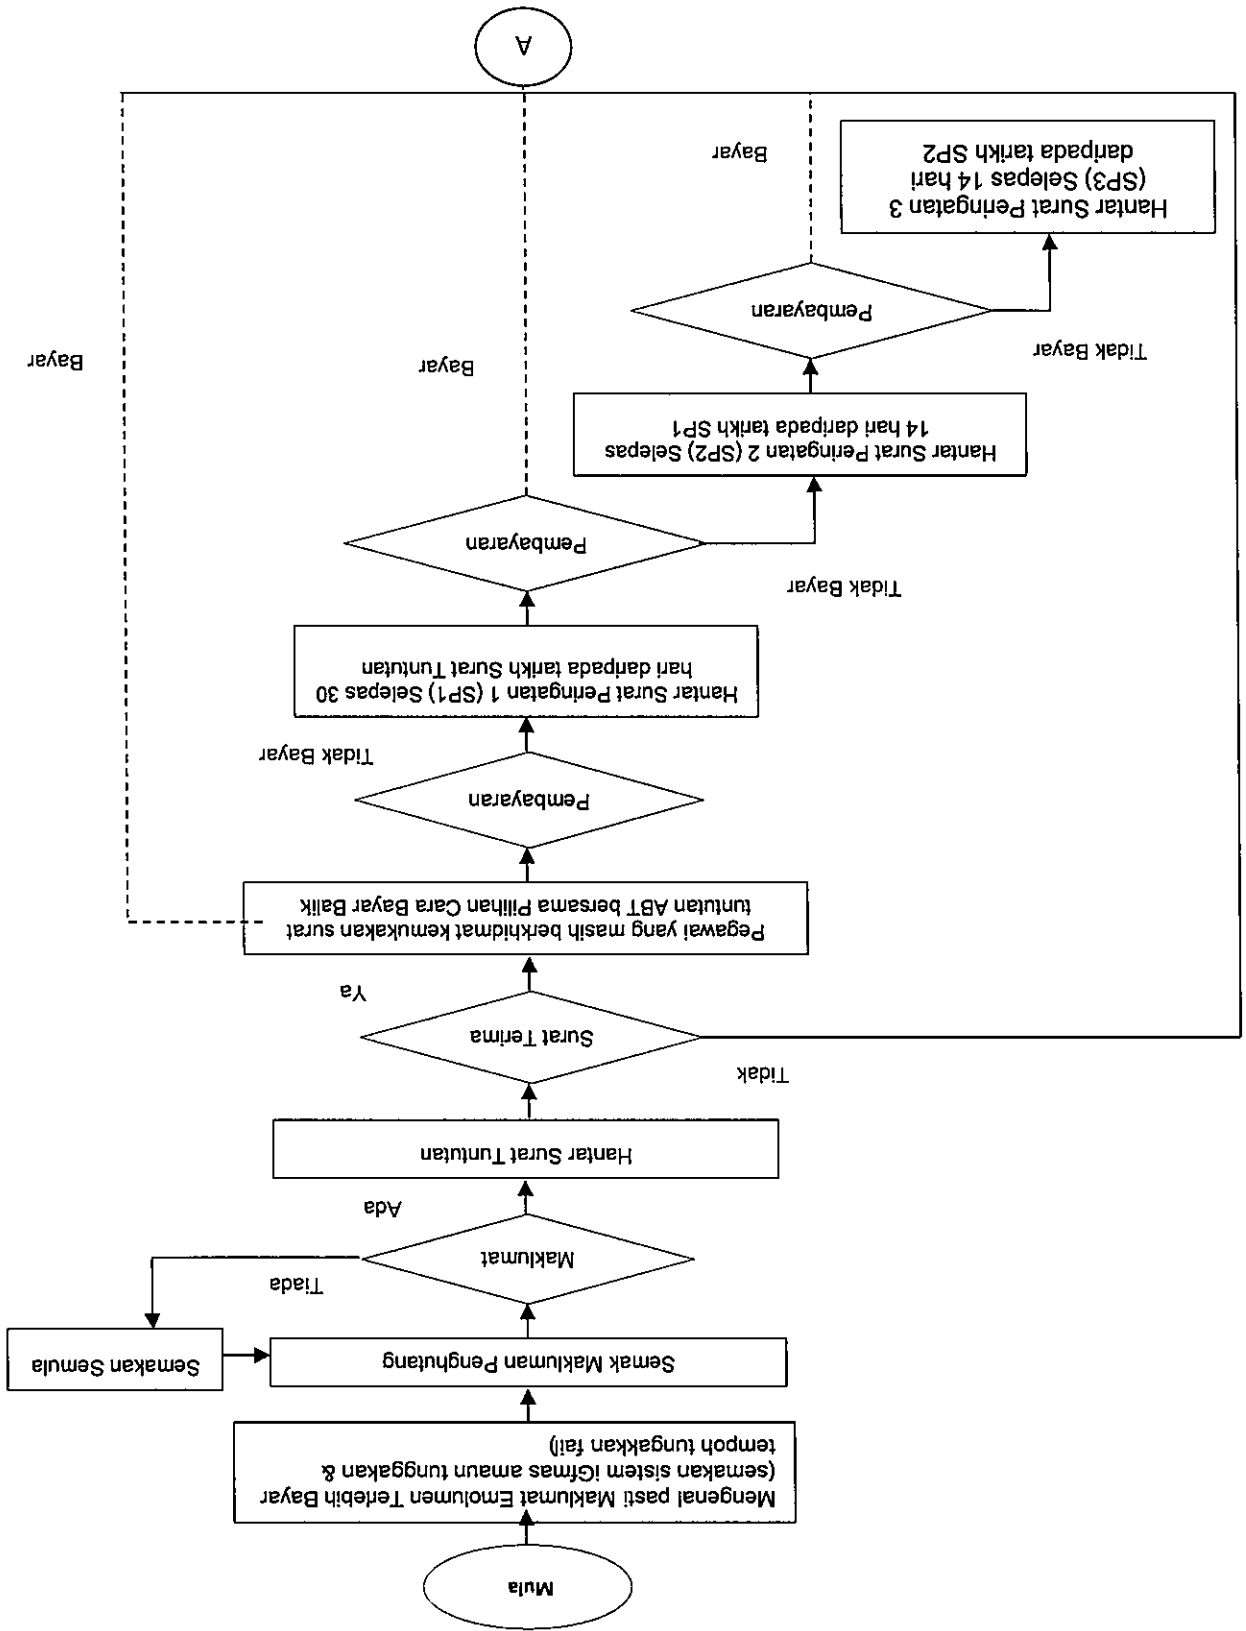 Mula
Mengenal pasti Maklumat Emolumen Terlebih Bayar
(semakan sistem iGfmas amaun tunggakan &
tempoh tungakkan fail)
Semak Makluman Penghutang
Semakan Semula
Maklumat
Tiada
Ada
Hantar Surat Tuntutan
Surat Terima
Tidak
Ya
Pegawai yang masih berkhidmat kemukakan surat
tuntutan ABT bersama Pilihan Cara Bayar Balik
Pembayaran
Tidak Bayar
Hantar Surat Peringatan 1 (SP1) Selepas 30
hari daripada tarikh Surat Tuntutan
Pembayaran
Tidak Bayar
Hantar Surat Peringatan 2 (SP2) Selepas
14 hari daripada tarikh SP1
Tidak Bayar
Pembayaran
Bayar
Bayar
Hantar Surat Peringatan 3
(SP3) Selepas 14 hari
daripada tarikh SP2
Bayar
A